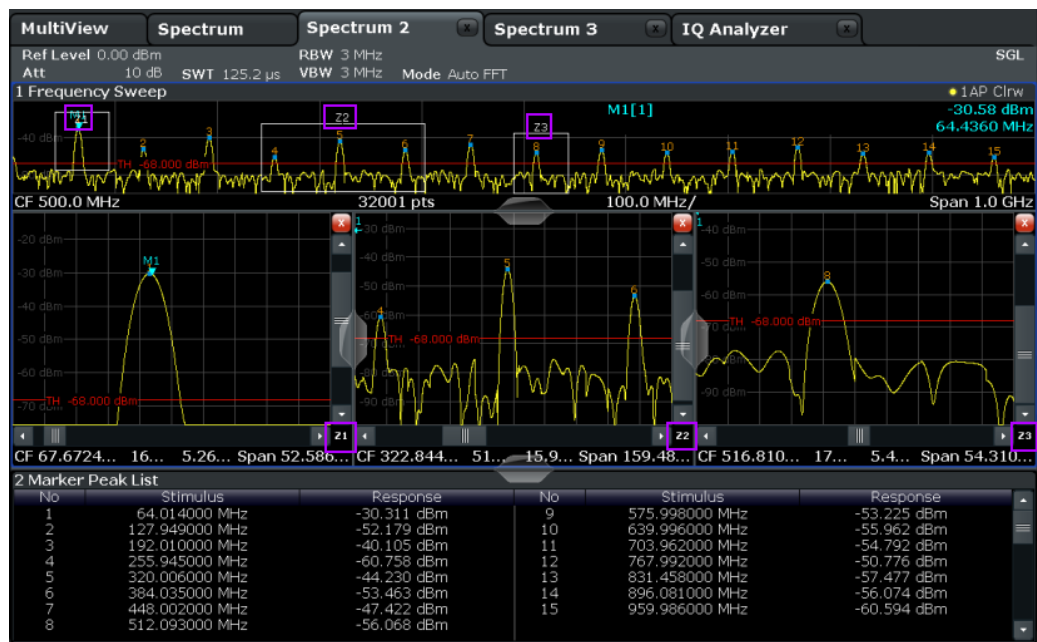 MultiView Spectrum Spectrum 2 x Spectrum 3 x IQ Analyzer x
Ref Level 0.00 dBm RBW 3 MHz SGL
Att 10 dB SWT 125.2 µs VBW 3 MHz Mode Auto FFT
1 Frequency Sweep 1AP Clrw
M1[1] -30.58 dBm
64.4360 MHz
M1 Z1 Z2 Z3
-40 dBm
2 3 4 5 6 7 8 9 10 11 12 13 14 15
TH -68.000 dBm
CF 500.0 MHz 32001 pts 100.0 MHz/ Span 1.0 GHz
-20 dBm
M1
-30 dBm
-40 dBm
-50 dBm
-60 dBm
TH -68.000 dBm
Z1
CF 67.6724... 16... 5.26... Span 52.586...
1
-30 dBm
-40 dBm
5
-50 dBm
4 6
TH -68.000 dBm
-90 dBm
Z2
CF 322.844... 51... 15.9... Span 159.48...
1
-40 dBm
-50 dBm
8
-60 dBm
TH -68.000 dBm
-90 dBm
Z3
CF 516.810... 17... 5.4... Span 54.310...
2 Marker Peak List
No Stimulus Response No Stimulus Response
1 64.014000 MHz -30.311 dBm 9 575.998000 MHz -53.225 dBm
2 127.949000 MHz -52.179 dBm 10 639.996000 MHz -55.962 dBm
3 192.010000 MHz -40.105 dBm 11 703.962000 MHz -54.792 dBm
4 255.945000 MHz -60.758 dBm 12 767.992000 MHz -50.776 dBm
5 320.006000 MHz -44.230 dBm 13 831.458000 MHz -57.477 dBm
6 384.035000 MHz -53.463 dBm 14 896.081000 MHz -56.074 dBm
7 448.002000 MHz -47.422 dBm 15 959.986000 MHz -60.594 dBm
8 512.093000 MHz -56.068 dBm